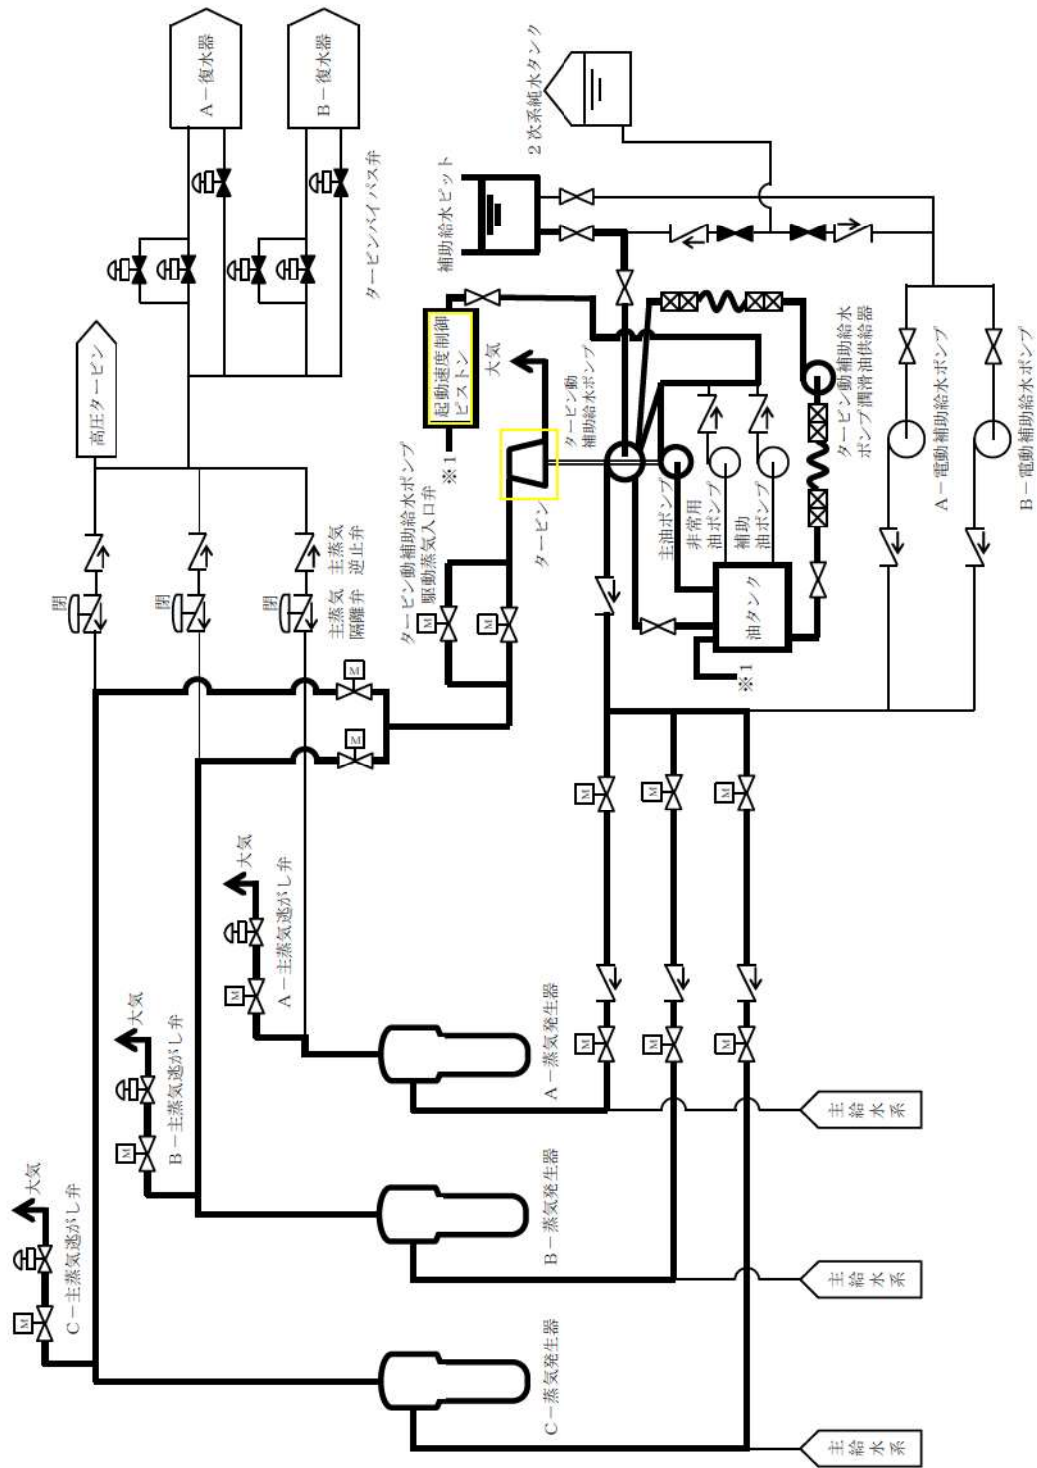 A－復水器
B－復水器
タービンバイパス弁
高圧タービン
主蒸気
逆止弁
主蒸気
隔離弁
閉
閉
閉
2次系純水タンク
補助給水ピット
起動速度制御
ピストン
※1
大気
タービン動
補助給水ポンプ
タービン
タービン動補助給水ポンプ
駆動蒸気入口弁
M
M
主油ポンプ
非常用
油ポンプ
補助
油ポンプ
油タンク
※1
タービン動補助給水
ポンプ潤滑油供給器
A－電動補助給水ポンプ
B－電動補助給水ポンプ
M
M
大気
A－主蒸気逃がし弁
M
大気
B－主蒸気逃がし弁
M
大気
C－主蒸気逃がし弁
M
M
M
M
M
M
M
A－蒸気発生器
B－蒸気発生器
C－蒸気発生器
主給水系
主給水系
主給水系